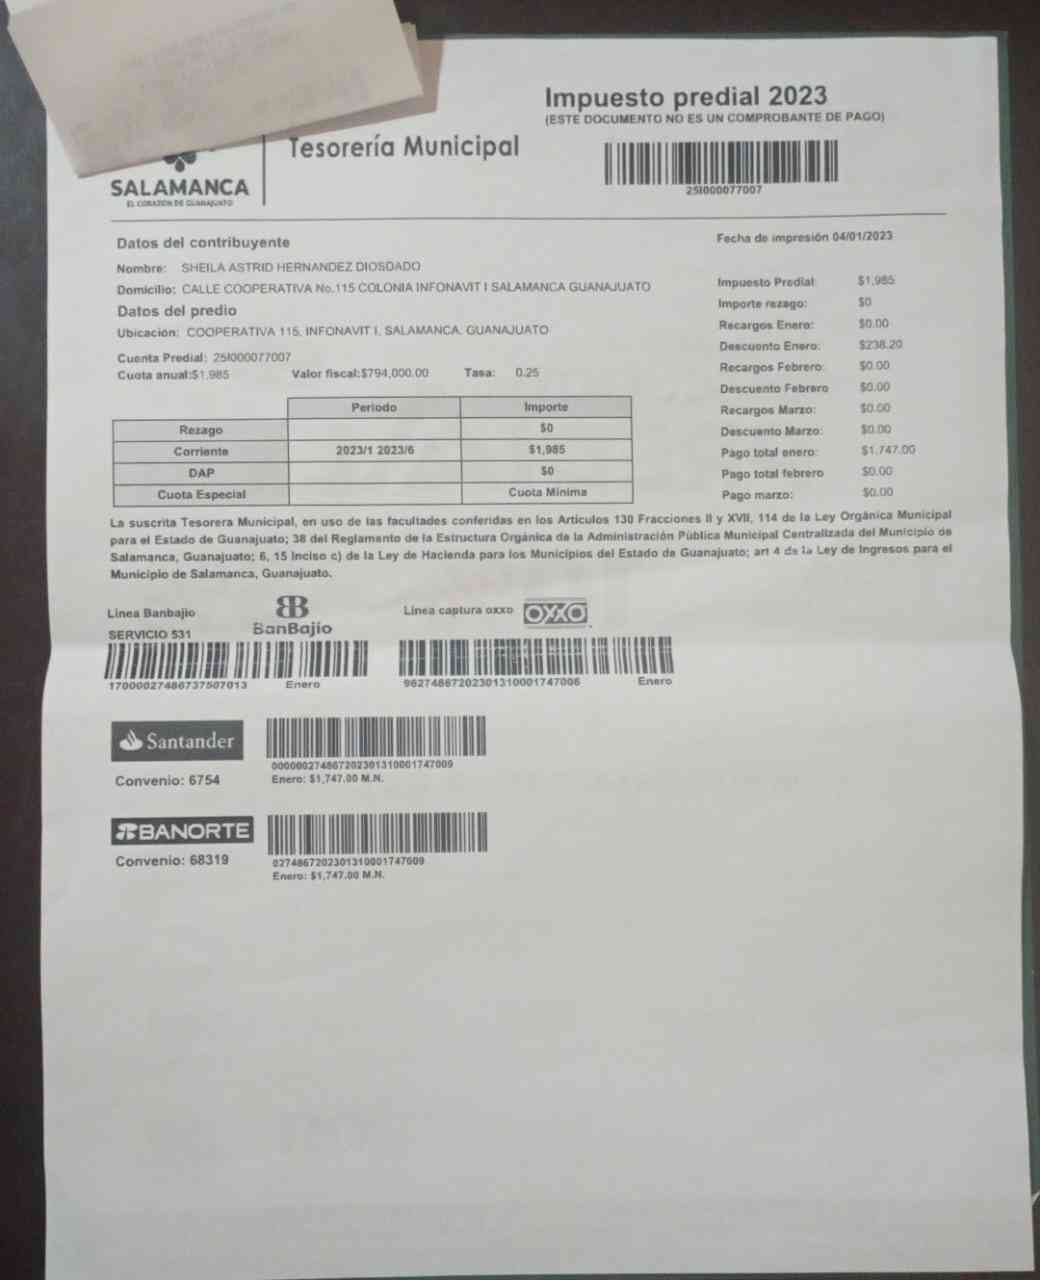 Impuesto predial 2023
(ESTE DOCUMENTO NO ES UN COMPROBANTE DE PAGO)
Tesorería Municipal
SALAMANCA
EL CORAZÓN DE GUANAJUATO
25I000077007
Datos del contribuyente
Fecha de impresión 04/01/2023
Nombre: SHEILA ASTRID HERNANDEZ DIOSDADO
Domicilio: CALLE COOPERATIVA No.115 COLONIA INFONAVIT I SALAMANCA GUANAJUATO
Datos del predio
Ubicación: COOPERATIVA 115, INFONAVIT I, SALAMANCA, GUANAJUATO
Cuenta Predial: 25I000077007
Cuota anual:$1,985 Valor fiscal:$794,000.00 Tasa: 0.25
Impuesto Predial: $1,985
Importe rezago: $0
Recargos Enero: $0.00
Descuento Enero: $238.20
Recargos Febrero: $0.00
Descuento Febrero $0.00
Recargos Marzo: $0.00
Descuento Marzo: $0.00
Pago total enero: $1,747.00
Pago total febrero $0.00
Pago marzo: $0.00
Periodo Importe
Rezago $0
Corriente 2023/1 2023/6 $1,985
DAP $0
Cuota Especial Cuota Minima
La suscrita Tesorera Municipal, en uso de las facultades conferidas en los Artículos 130 Fracciones II y XVII, 114 de la Ley Orgánica Municipal
para el Estado de Guanajuato; 38 del Reglamento de la Estructura Orgánica de la Administración Pública Municipal Centralizada del Municipio de
Salamanca, Guanajuato; 6, 15 Inciso c) de la Ley de Hacienda para los Municipios del Estado de Guanajuato; art 4 de la Ley de Ingresos para el
Municipio de Salamanca, Guanajuato.
Linea Banbajio
SERVICIO 531
BanBajío
Linea captura oxxo OXXO
17000027486737507013 Enero
96274867202301310001747006 Enero
Santander
Convenio: 6754
000000274867202301310001747009
Enero: $1,747.00 M.N.
BANORTE
Convenio: 68319
0274867202301310001747009
Enero: $1,747.00 M.N.